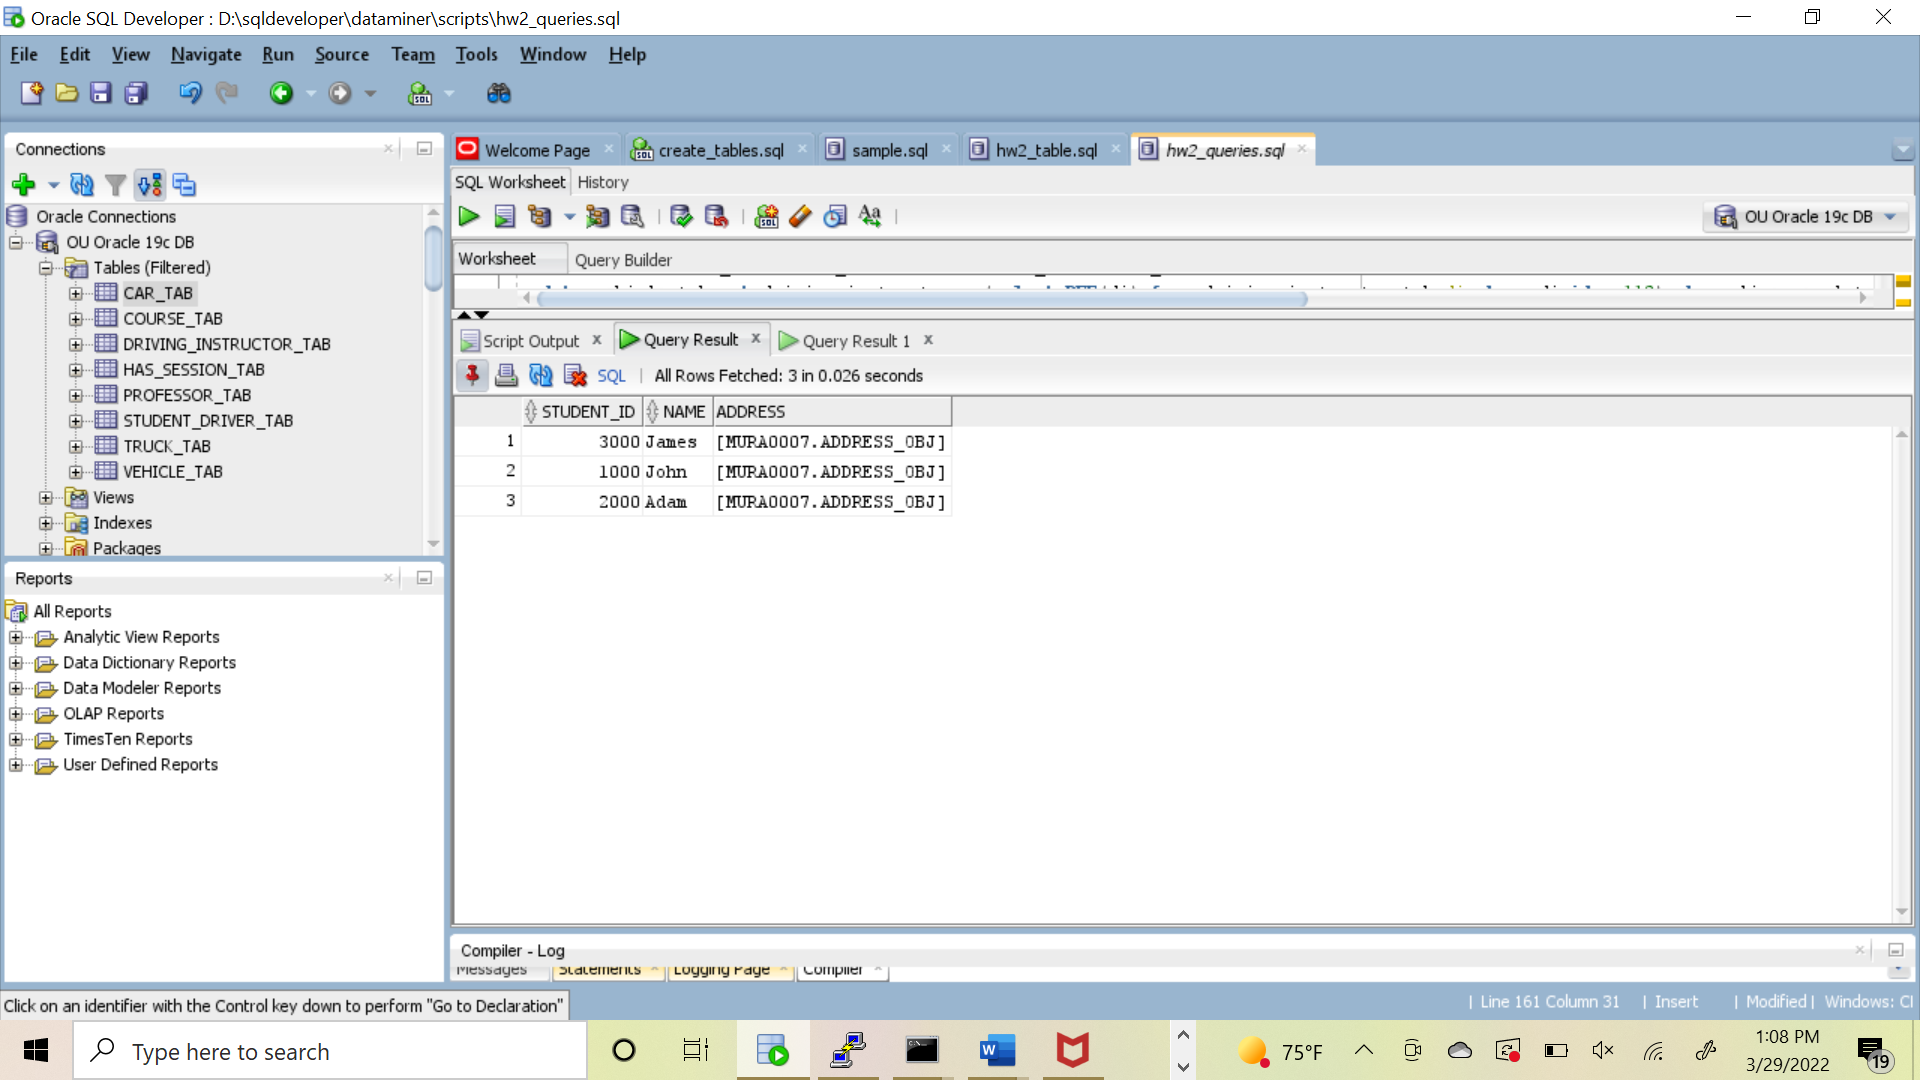 Oracle SQL Developer : D:\sqldeveloper\dataminer\scripts\hw2_queries.sql
File Edit View Navigate Run Source Team Tools Window Help
Connections
Oracle Connections
OU Oracle 19c DB
Tables (Filtered)
CAR_TAB
COURSE_TAB
DRIVING_INSTRUCTOR_TAB
HAS_SESSION_TAB
PROFESSOR_TAB
STUDENT_DRIVER_TAB
TRUCK_TAB
VEHICLE_TAB
Views
Indexes
Packages
Reports
All Reports
Analytic View Reports
Data Dictionary Reports
Data Modeler Reports
OLAP Reports
TimesTen Reports
User Defined Reports
Welcome Page create_tables.sql sample.sql hw2_table.sql hw2_queries.sql
SQL Worksheet History
OU Oracle 19c DB
Worksheet Query Builder
Script Output Query Result Query Result 1
SQL All Rows Fetched: 3 in 0.026 seconds
STUDENT_ID NAME ADDRESS
1 3000 James [MURA0007.ADDRESS_OBJ]
2 1000 John [MURA0007.ADDRESS_OBJ]
3 2000 Adam [MURA0007.ADDRESS_OBJ]
Compiler - Log
Messages Statements Logging Page Compiler
Click on an identifier with the Control key down to perform "Go to Declaration"
Line 161 Column 31 Insert Modified Windows: Cl
Type here to search
75°F
1:08 PM
3/29/2022
19